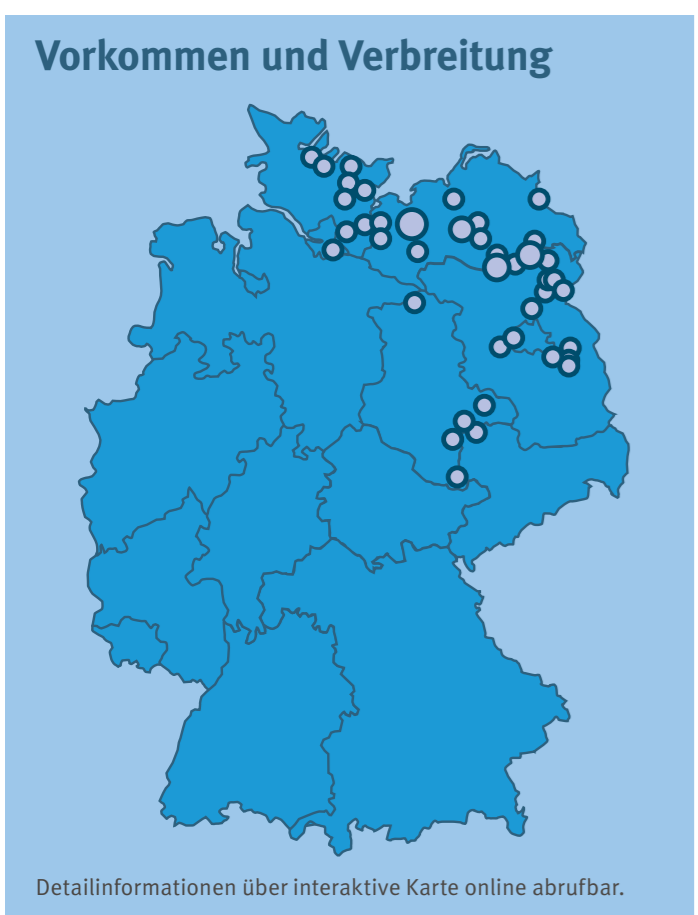 Vorkommen und Verbreitung
Detailinformationen über interaktive Karte online abrufbar.